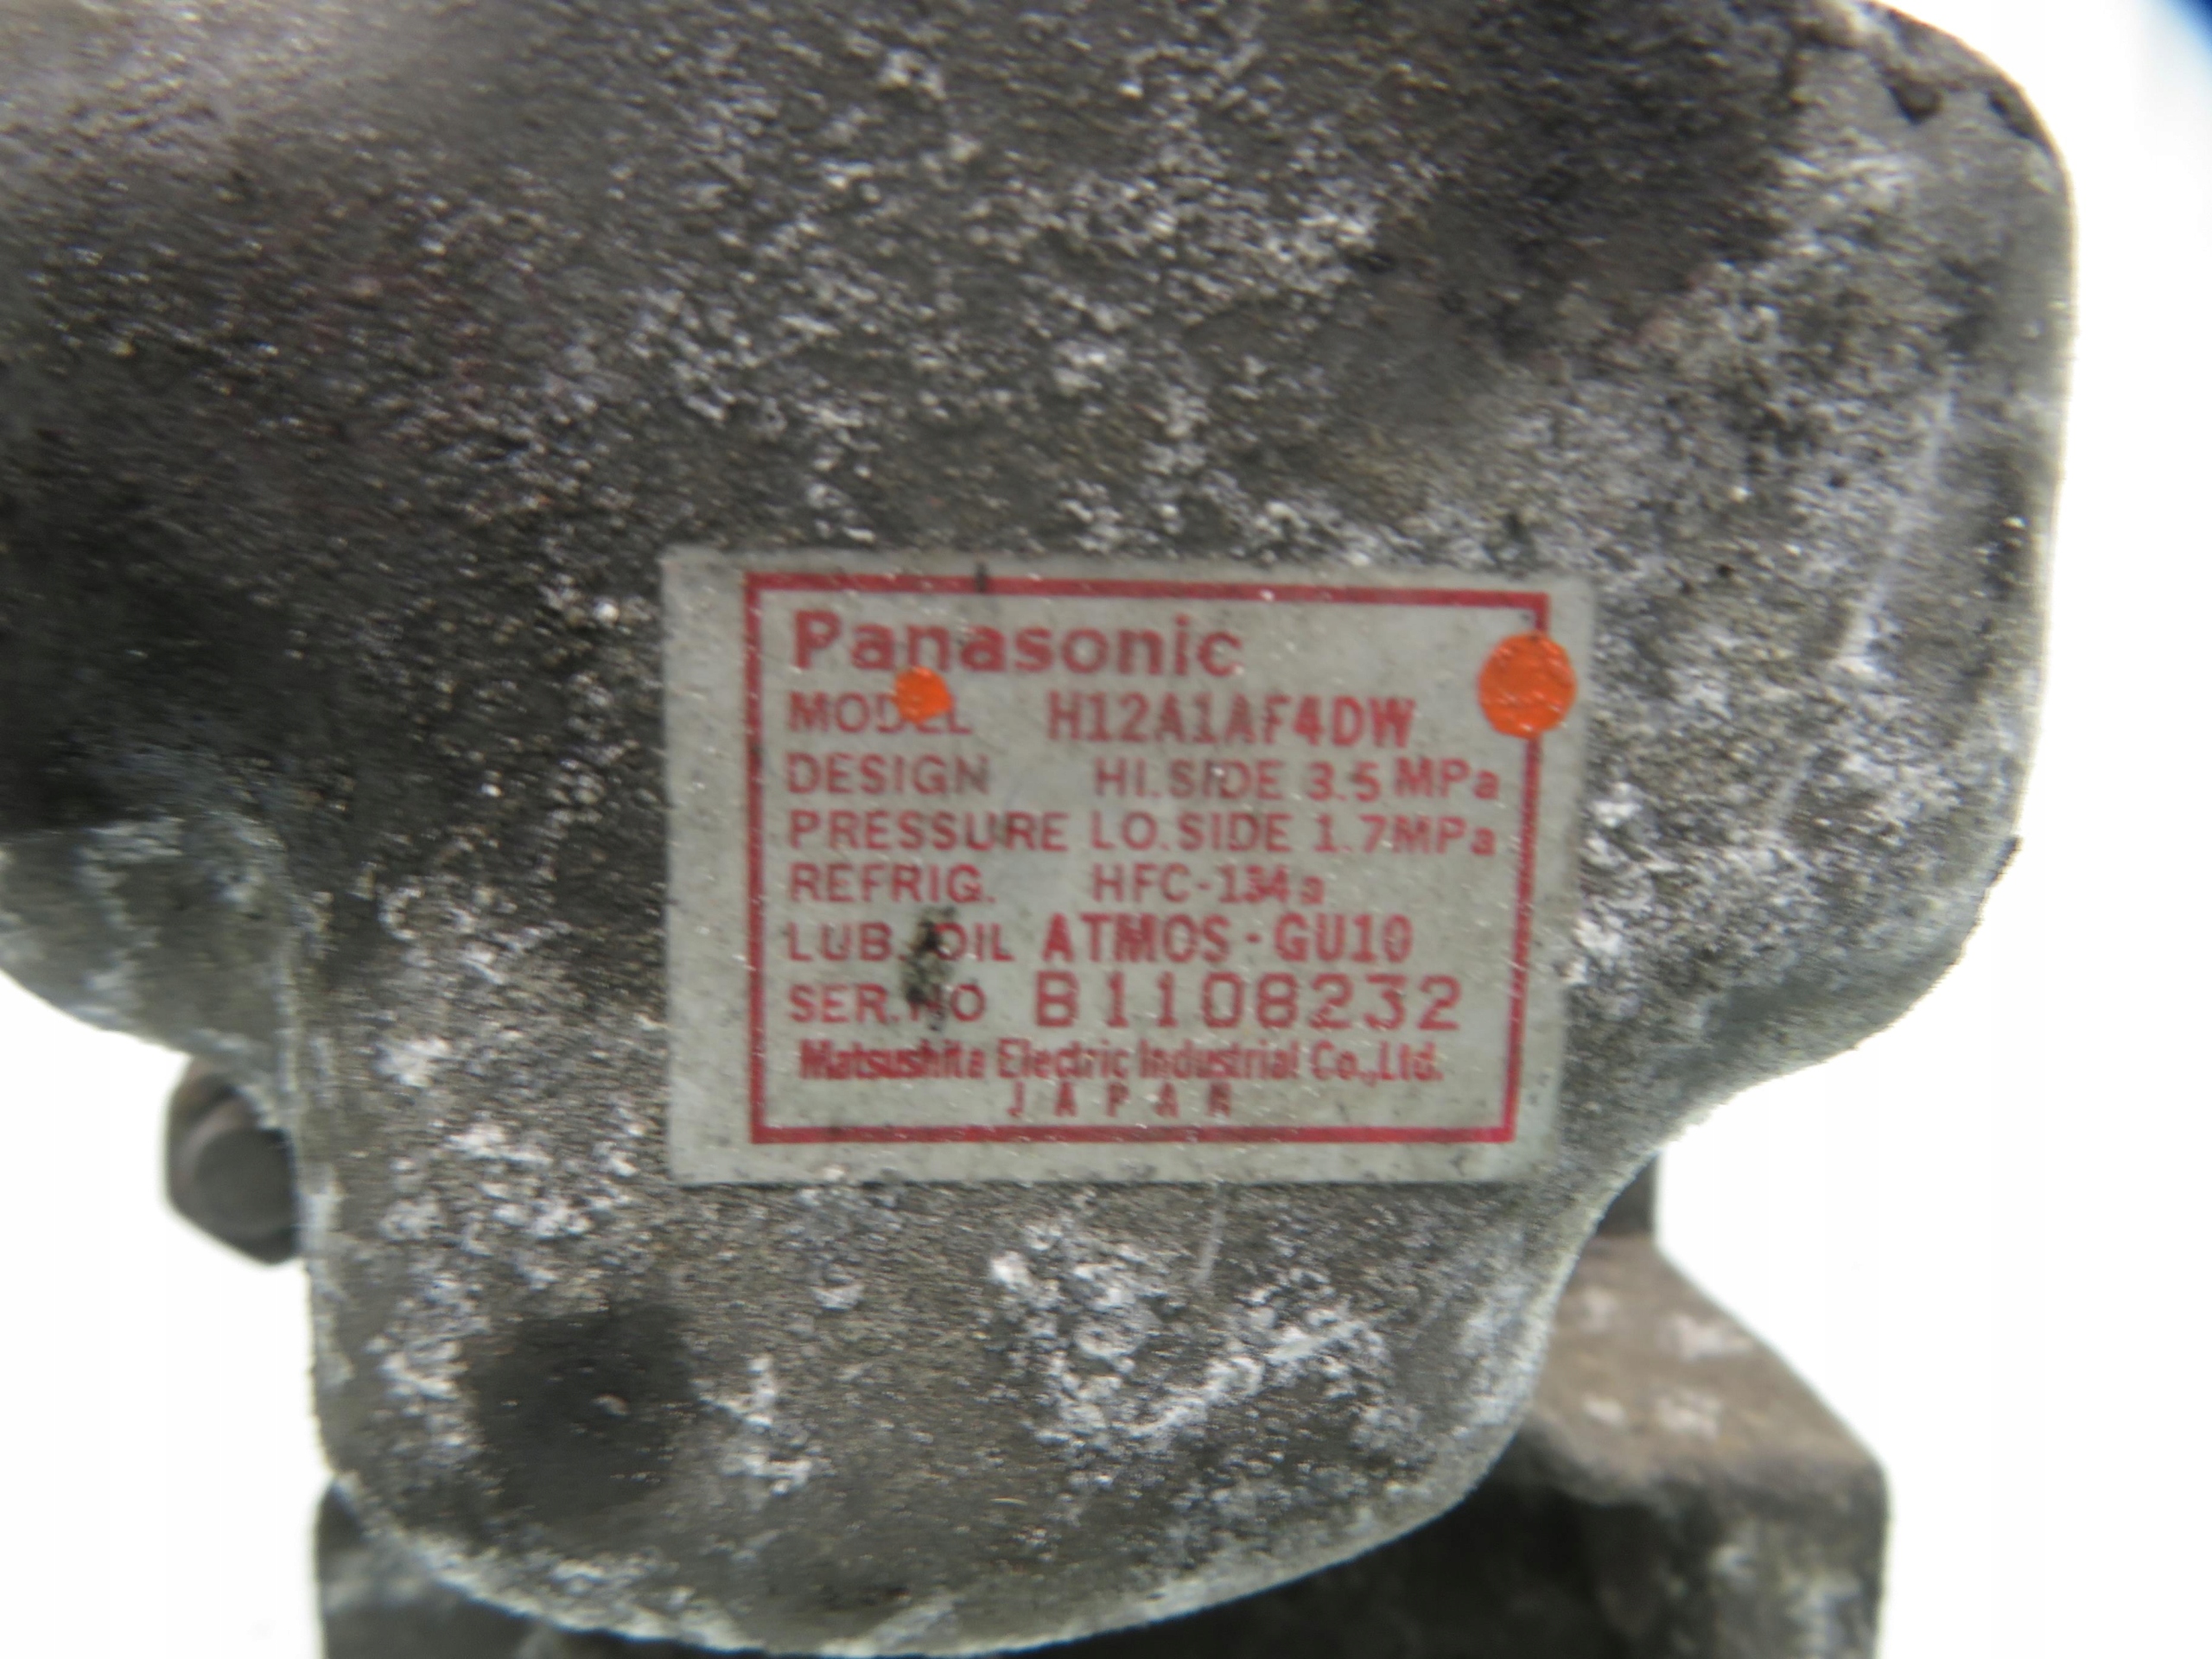 Panasonic
MODEL H12A1AF4DW
DESIGN HI.SIDE 3.5 MPa
PRESSURE LO.SIDE 1.7MPa
REFRIG. HFC-134a
LUB. OIL ATMOS-GU10
SER.NO B1108232
Matsushita Electric Industrial Co.,Ltd.
JAPAN